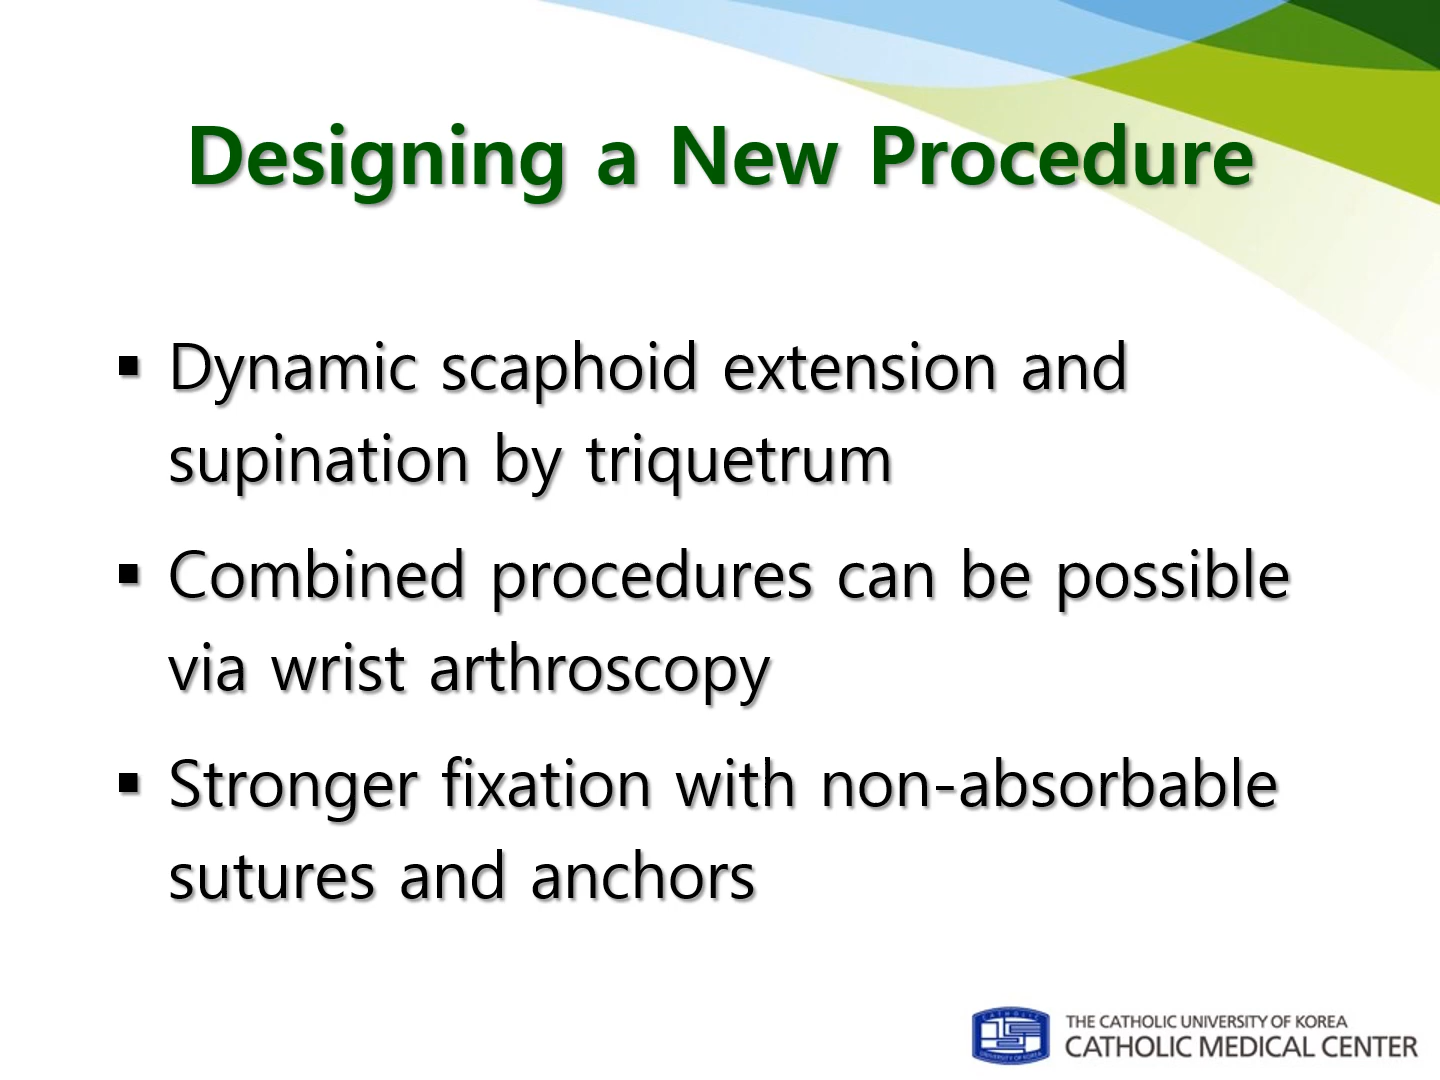 Designing a New Procedure
▪ Dynamic scaphoid extension and
supination by triquetrum
▪ Combined procedures can be possible
via wrist arthroscopy
▪ Stronger fixation with non-absorbable
sutures and anchors
THE CATHOLIC UNIVERSITY OF KOREA
CATHOLIC MEDICAL CENTER